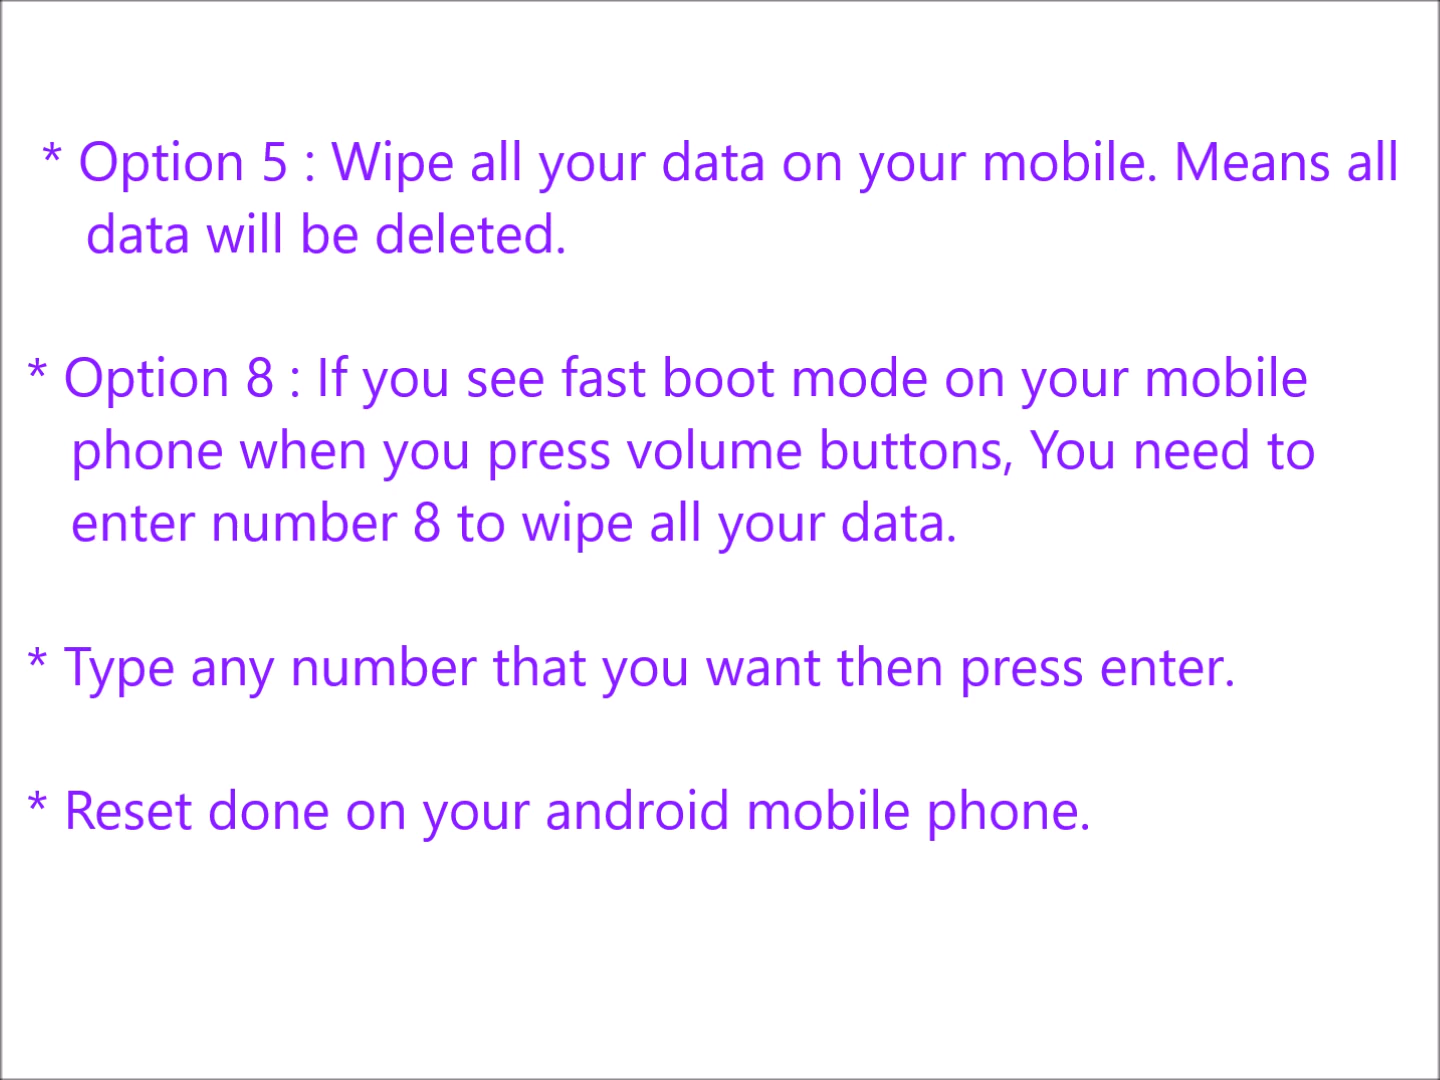 * Option 5 : Wipe all your data on your mobile. Means all
data will be deleted.
* Option 8 : If you see fast boot mode on your mobile
phone when you press volume buttons, You need to
enter number 8 to wipe all your data.
* Type any number that you want then press enter.
* Reset done on your android mobile phone.